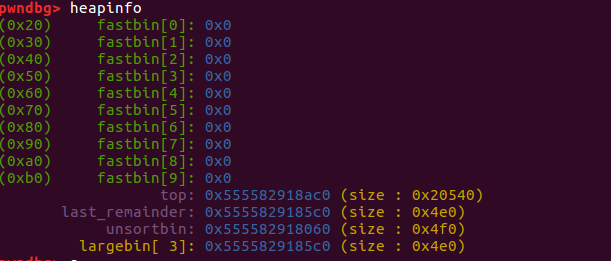 pwndbg> heapinfo
(0x20) fastbin[0]: 0x0
(0x30) fastbin[1]: 0x0
(0x40) fastbin[2]: 0x0
(0x50) fastbin[3]: 0x0
(0x60) fastbin[4]: 0x0
(0x70) fastbin[5]: 0x0
(0x80) fastbin[6]: 0x0
(0x90) fastbin[7]: 0x0
(0xa0) fastbin[8]: 0x0
(0xb0) fastbin[9]: 0x0
top: 0x555582918ac0 (size : 0x20540)
last_remainder: 0x5555829185c0 (size : 0x4e0)
unsortbin: 0x555582918060 (size : 0x4f0)
largebin[ 3]: 0x5555829185c0 (size : 0x4e0)